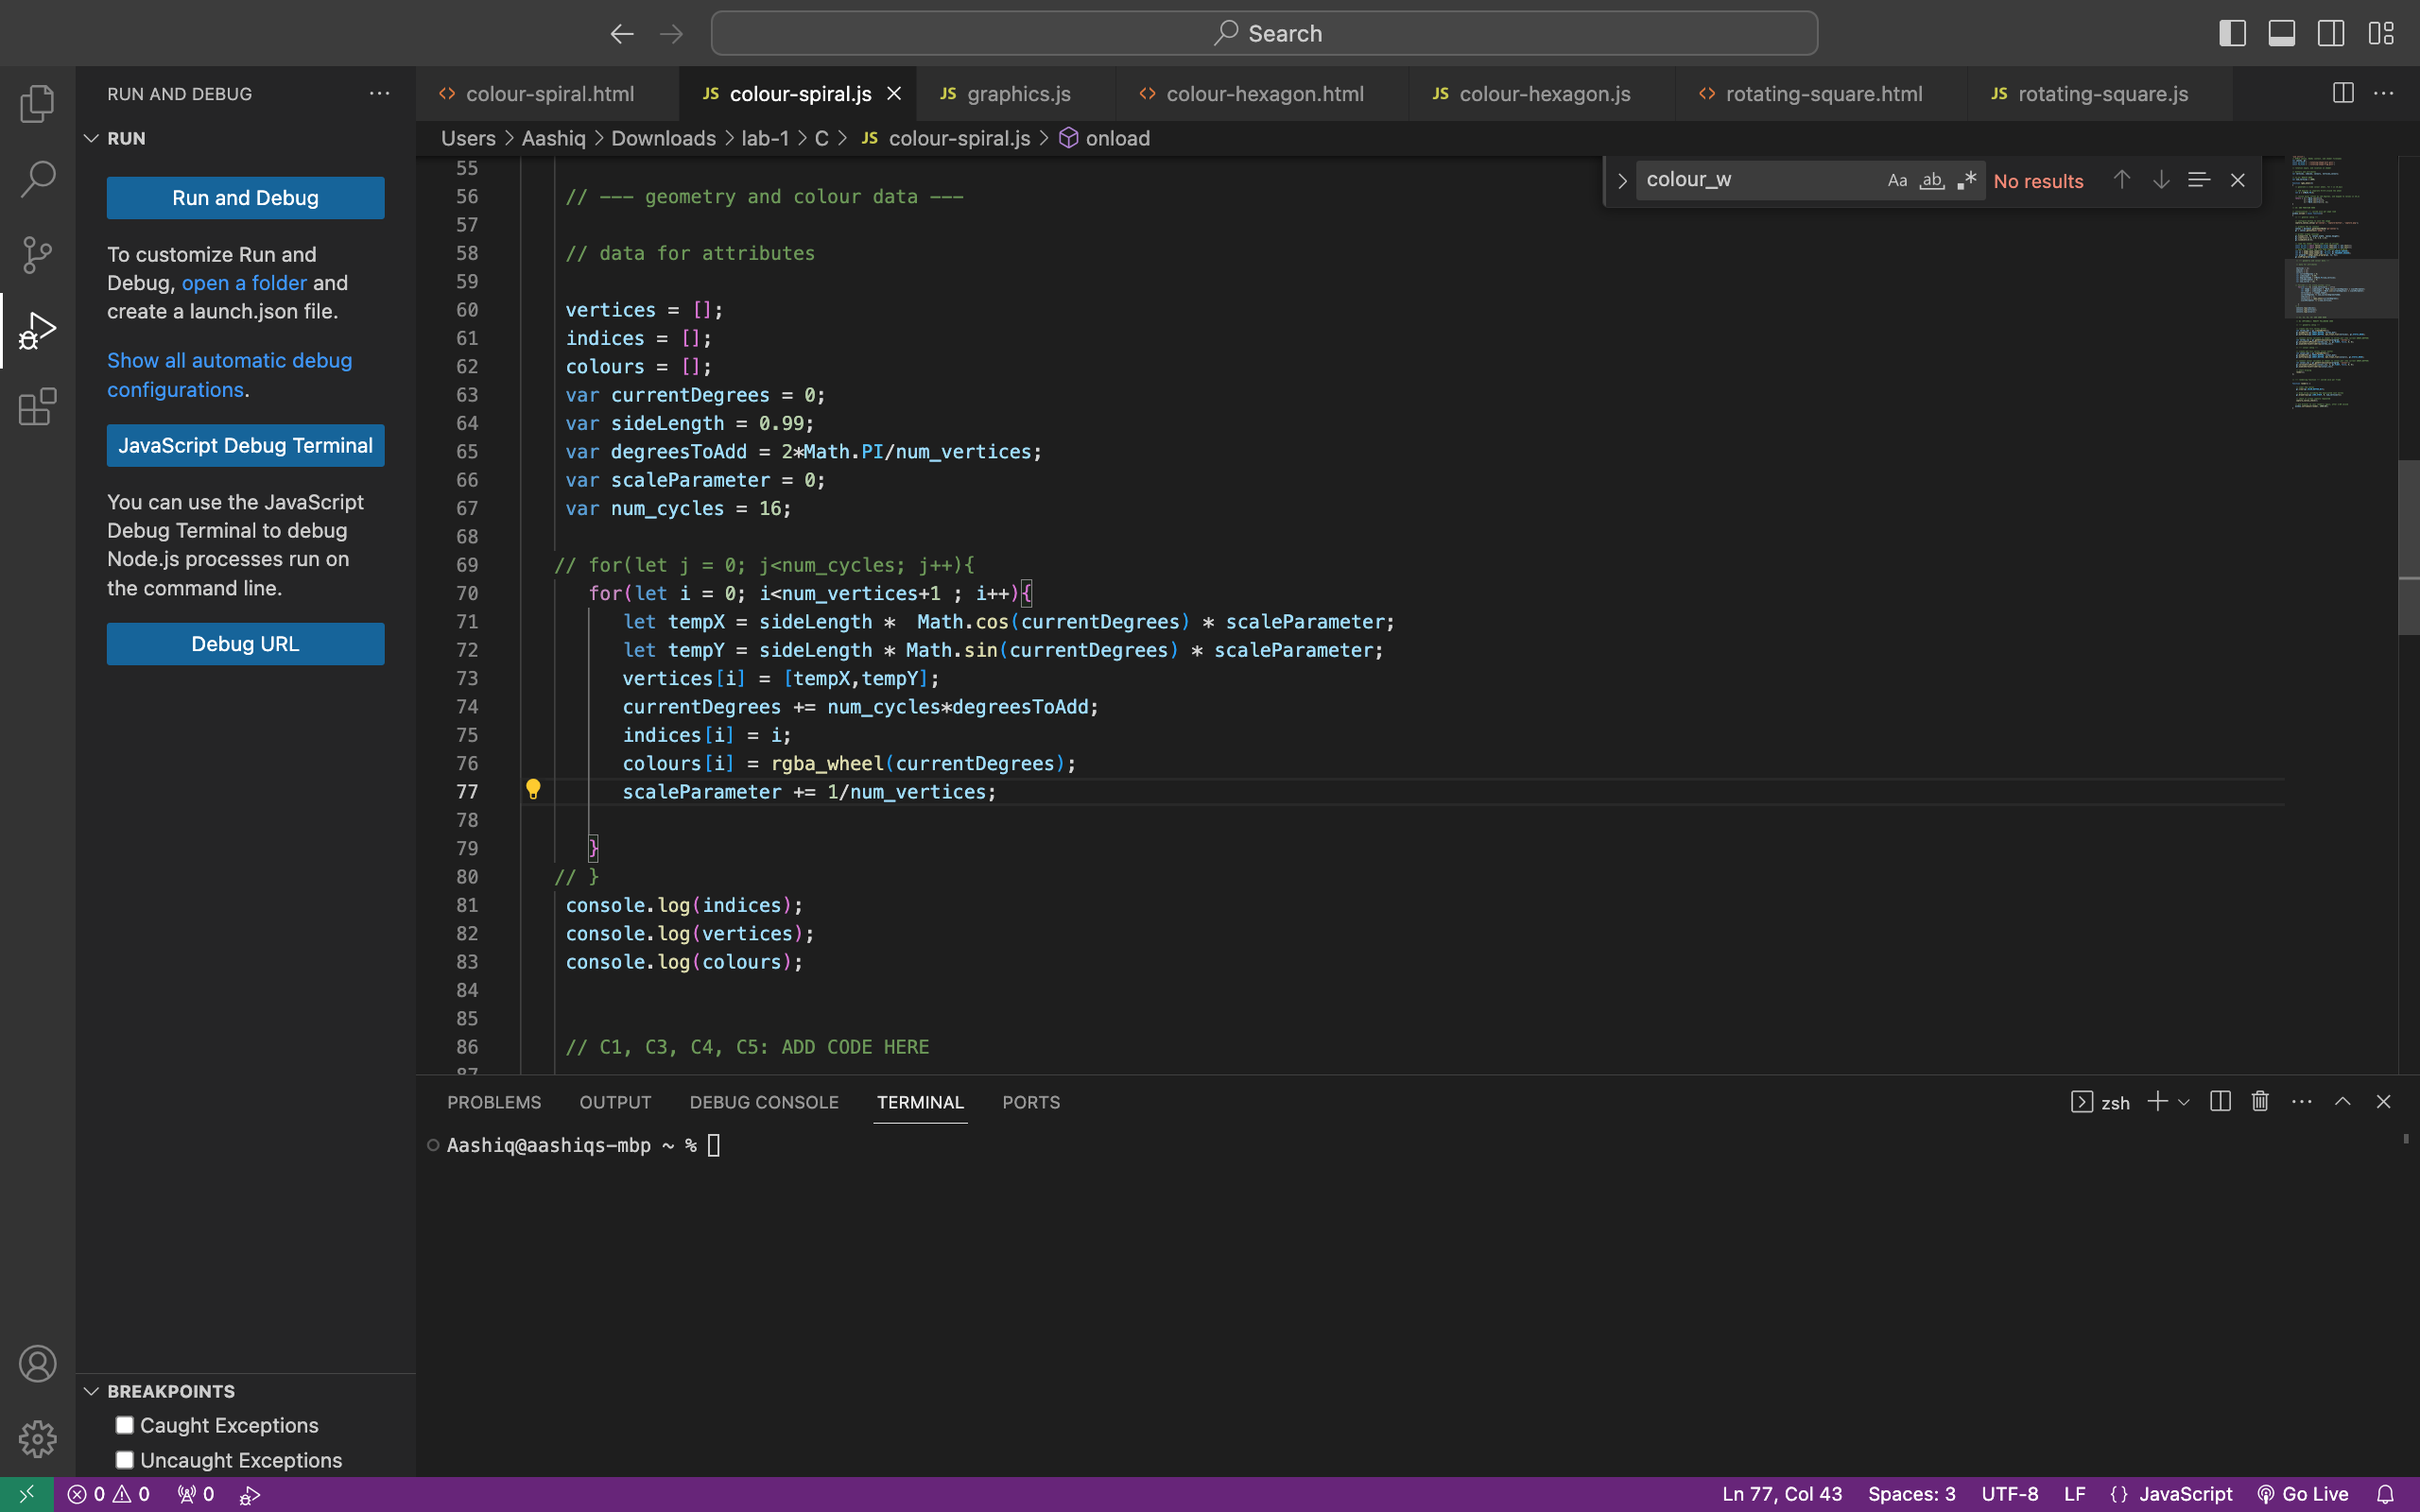 Search
RUN AND DEBUG
RUN
Run and Debug
To customize Run and
Debug, open a folder and
create a launch.json file.
Show all automatic debug
configurations.
JavaScript Debug Terminal
You can use the JavaScript
Debug Terminal to debug
Node.js processes run on
the command line.
Debug URL
BREAKPOINTS
Caught Exceptions
Uncaught Exceptions
<> colour-spiral.html JS colour-spiral.js JS graphics.js <> colour-hexagon.html JS colour-hexagon.js <> rotating-square.html JS rotating-square.js
Users > Aashiq > Downloads > lab-1 > C > JS colour-spiral.js > onload
colour_w Aa ab .* No results
55
56 // --- geometry and colour data ---
57
58 // data for attributes
59
60 vertices = [];
61 indices = [];
62 colours = [];
63 var currentDegrees = 0;
64 var sideLength = 0.99;
65 var degreesToAdd = 2*Math.PI/num_vertices;
66 var scaleParameter = 0;
67 var num_cycles = 16;
68
69 // for(let j = 0; j<num_cycles; j++){
70 for(let i = 0; i<num_vertices+1 ; i++){
71 let tempX = sideLength *  Math.cos(currentDegrees) * scaleParameter;
72 let tempY = sideLength * Math.sin(currentDegrees) * scaleParameter;
73 vertices[i] = [tempX,tempY];
74 currentDegrees += num_cycles*degreesToAdd;
75 indices[i] = i;
76 colours[i] = rgba_wheel(currentDegrees);
77 scaleParameter += 1/num_vertices;
78
79 }
80 // }
81 console.log(indices);
82 console.log(vertices);
83 console.log(colours);
84
85
86 // C1, C3, C4, C5: ADD CODE HERE
87
PROBLEMS OUTPUT DEBUG CONSOLE TERMINAL PORTS
zsh
Aashiq@aashiqs-mbp ~ %
0 0 0
Ln 77, Col 43 Spaces: 3 UTF-8 LF {} JavaScript Go Live